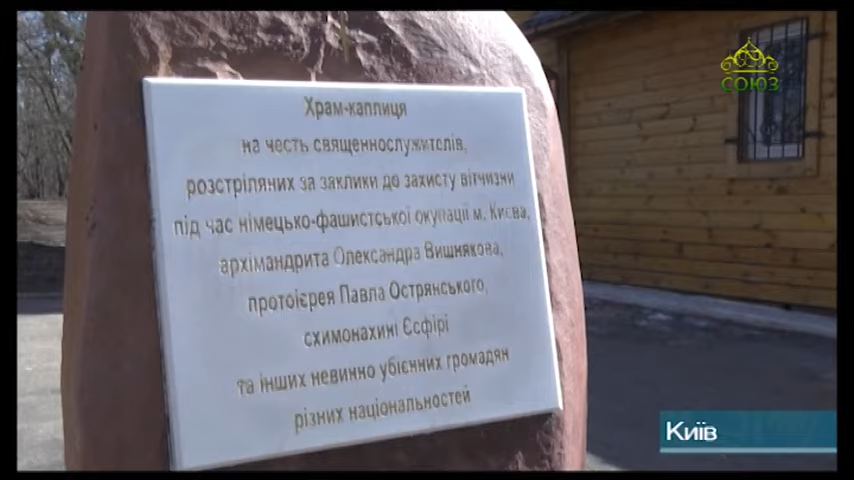 СОЮЗ
Храм-каплиця
на честь священнослужителів,
розстріляних за заклики до захисту вітчизни
під час німецько-фашистської окупації м. Києва,
архімандрита Олександра Вишнякова,
протоієрея Павла Острянського,
схимонахині Єсфірі
та інших невинно убієнних громадян
різних національностей
Київ